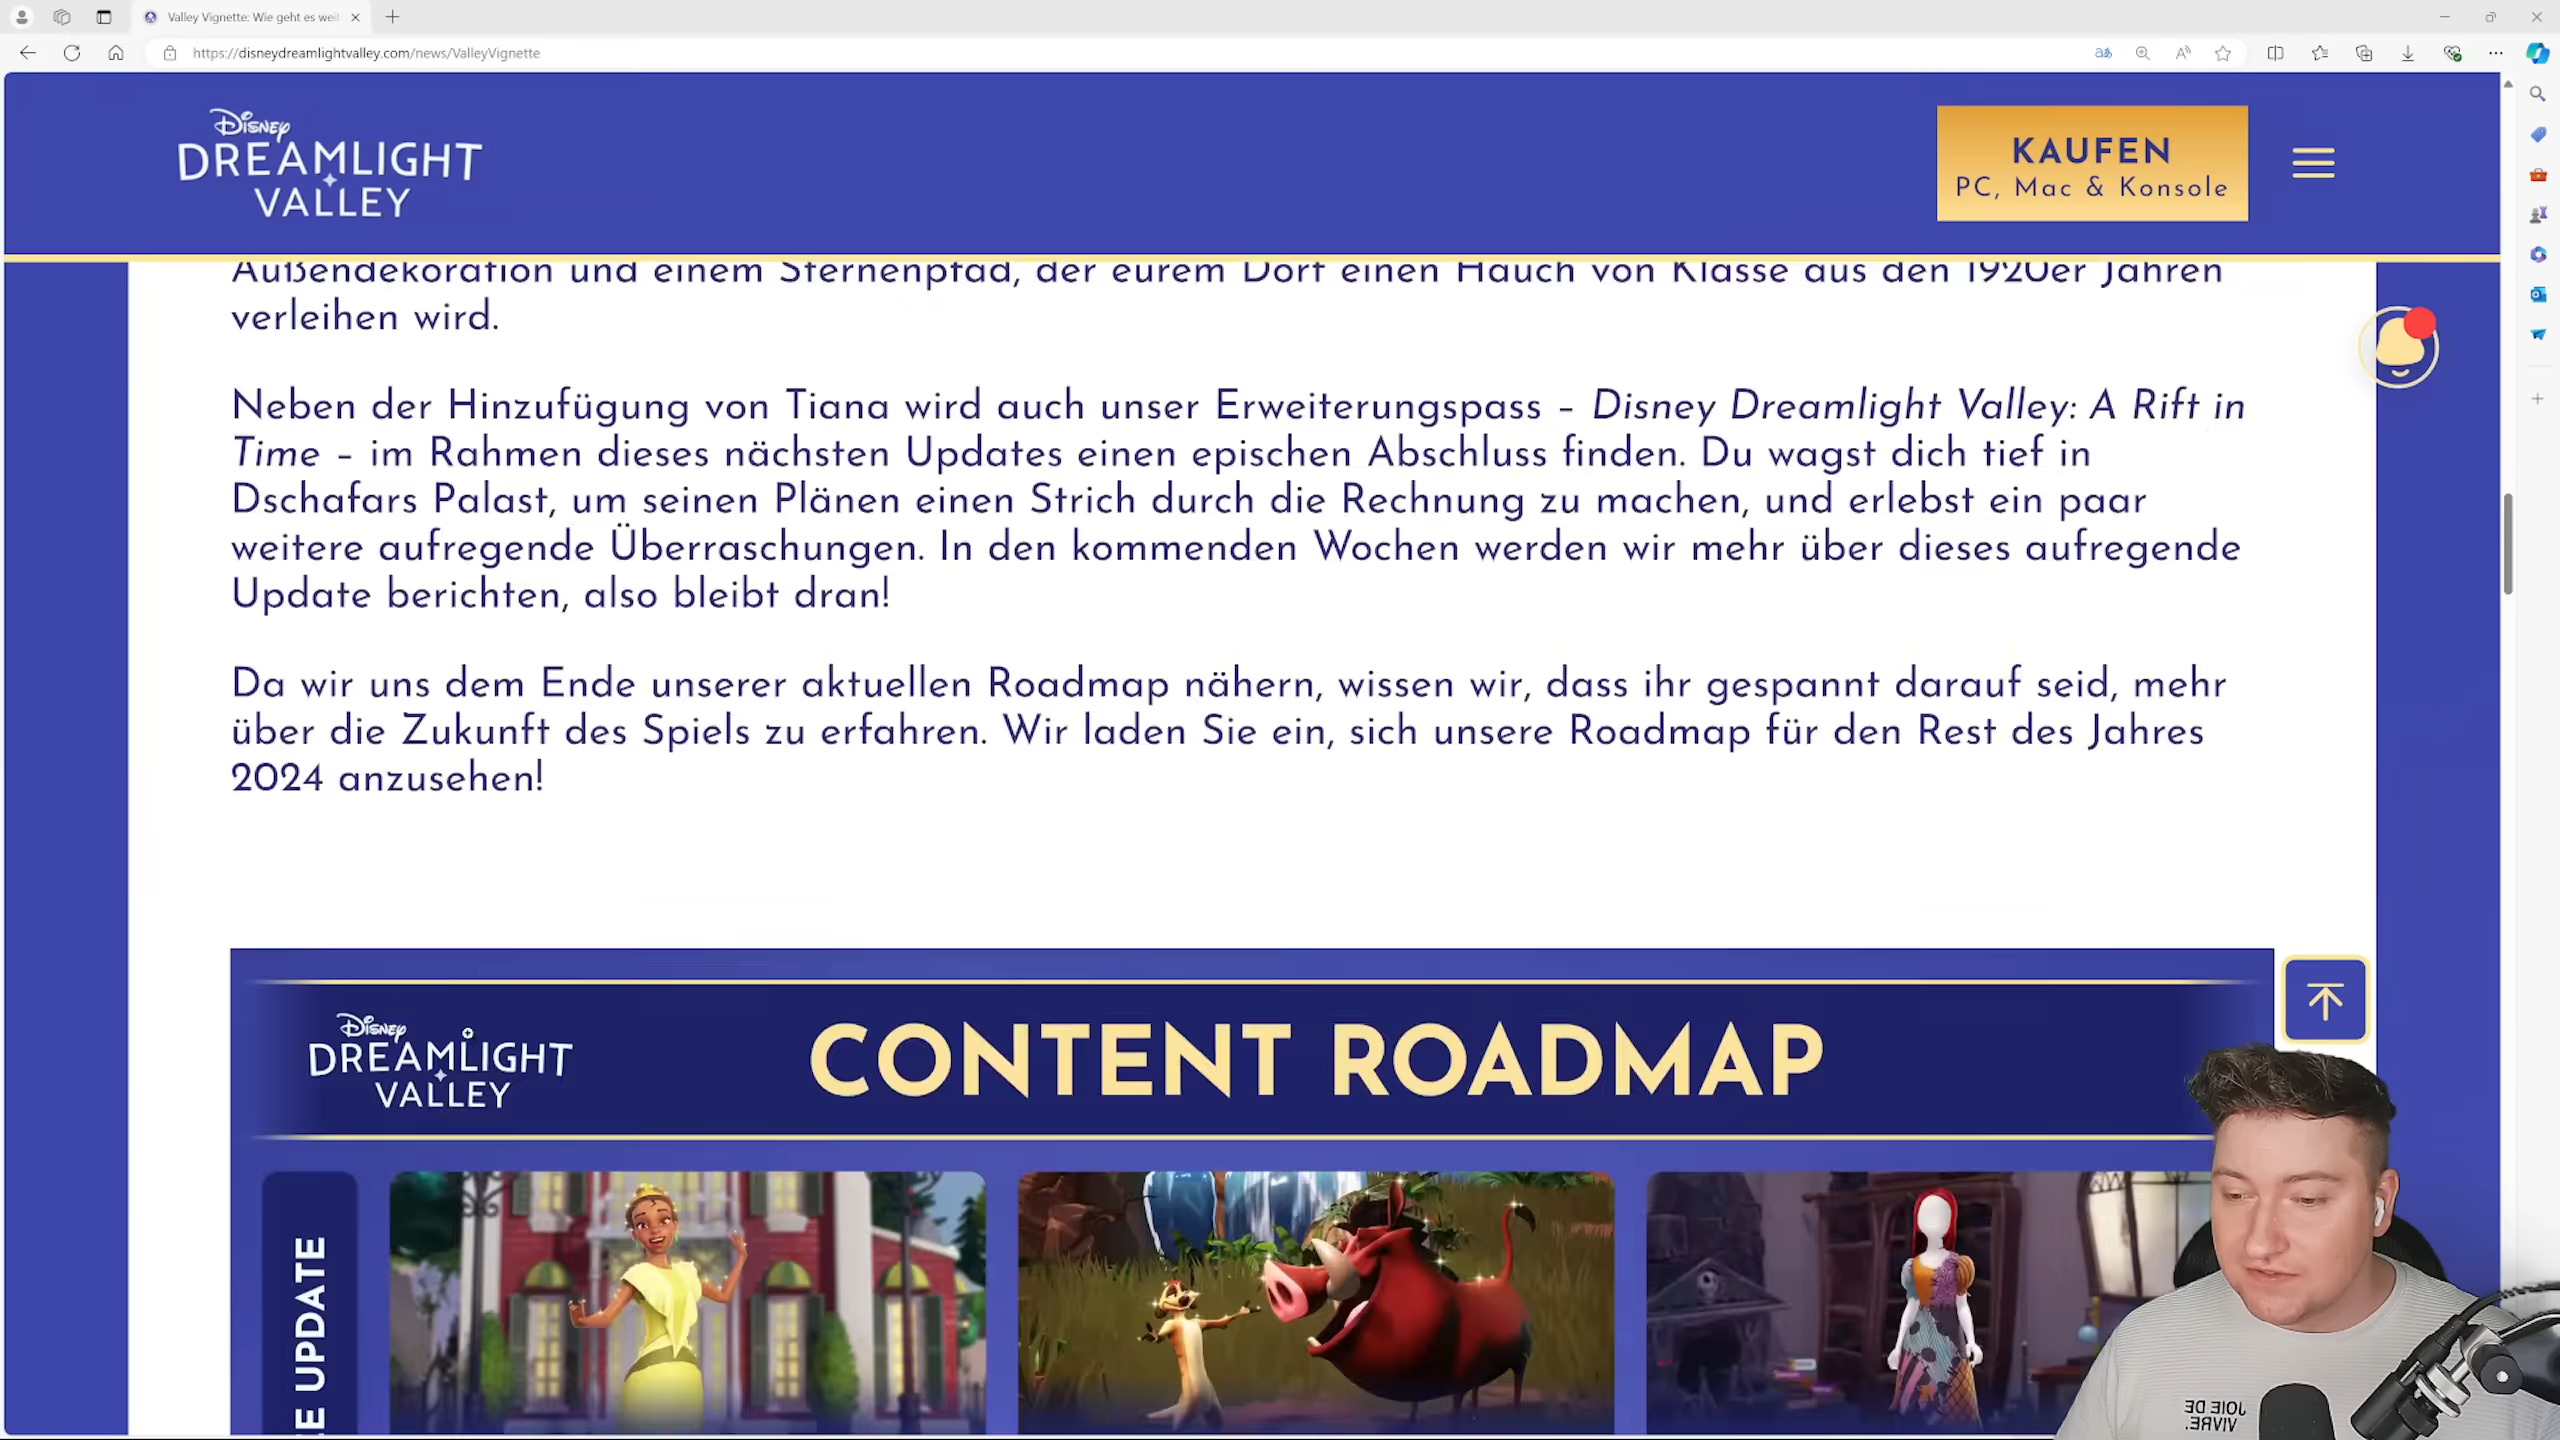 Valley Vignette: Wie geht es weit
https://disneydreamlightvalley.com/news/ValleyVignette
Disney
DREAMLIGHT
VALLEY
KAUFEN
PC, Mac & Konsole
Außendekoration und einem Sternenpfad, der eurem Dorf einen Hauch von Klasse aus den 1920er Jahren
verleihen wird.
Neben der Hinzufügung von Tiana wird auch unser Erweiterungspass – Disney Dreamlight Valley: A Rift in
Time – im Rahmen dieses nächsten Updates einen epischen Abschluss finden. Du wagst dich tief in
Dschafars Palast, um seinen Plänen einen Strich durch die Rechnung zu machen, und erlebst ein paar
weitere aufregende Überraschungen. In den kommenden Wochen werden wir mehr über dieses aufregende
Update berichten, also bleibt dran!
Da wir uns dem Ende unserer aktuellen Roadmap nähern, wissen wir, dass ihr gespannt darauf seid, mehr
über die Zukunft des Spiels zu erfahren. Wir laden Sie ein, sich unsere Roadmap für den Rest des Jahres
2024 anzusehen!
Disney
DREAMLIGHT
VALLEY
CONTENT ROADMAP
E UPDATE
JOIE DE
VIVRE.